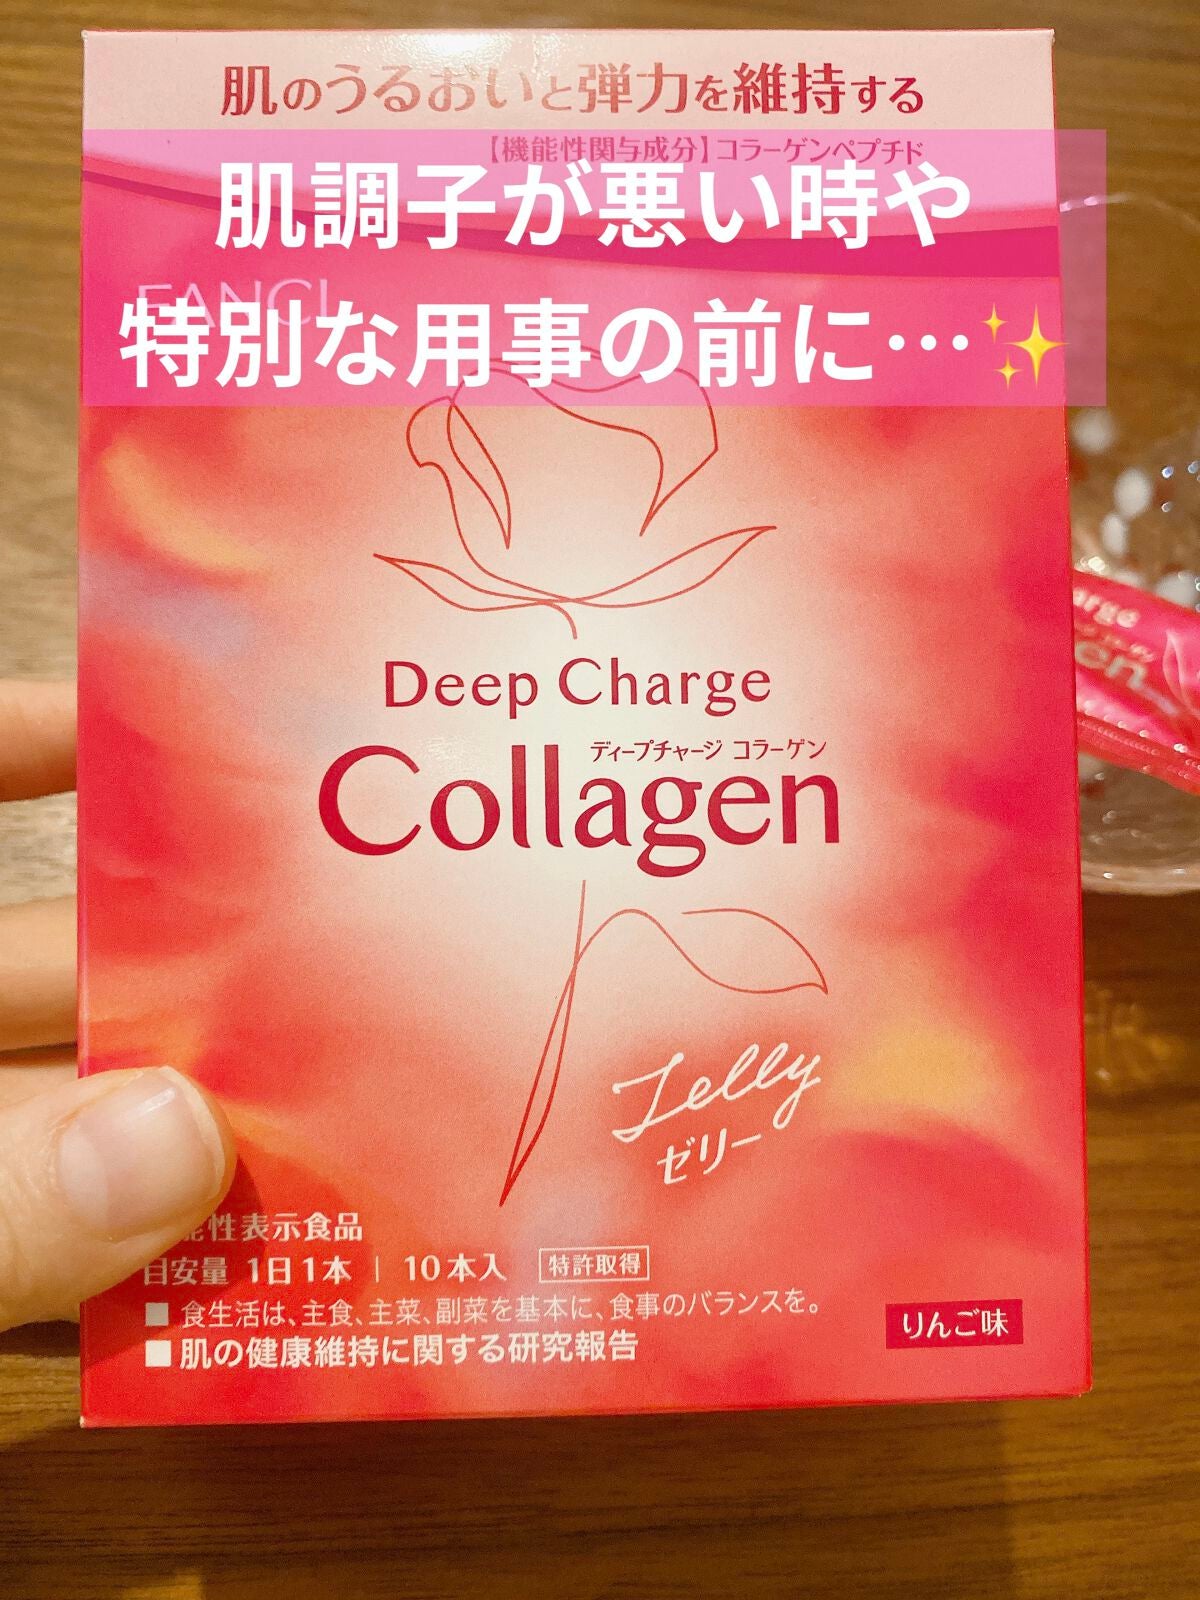 肌のうるおいと弾力を維持する
【機能性関与成分】コラーゲンペプチド
肌調子が悪い時や
特別な用事の前に…✨
FANCL
Deep Charge
ディープチャージ コラーゲン
Collagen
Jelly
ゼリー
能性表示食品
目安量 1日1本 | 10本入 特許取得
■ 食生活は、主食、主菜、副菜を基本に、食事のバランスを。
■ 肌の健康維持に関する研究報告
りんご味
arge
en